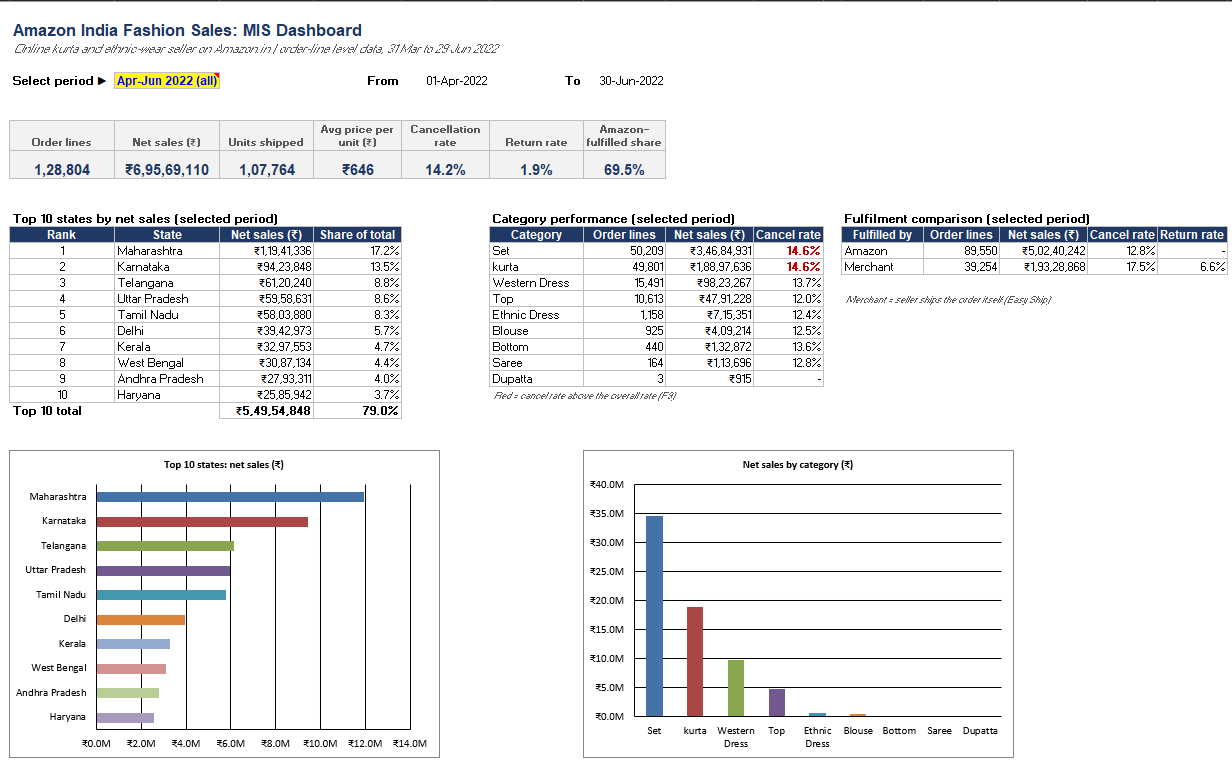 Amazon India Fashion Sales: MIS Dashboard
Online kurta and ethnic-wear seller on Amazon.in | order-line level data, 31 Mar to 29 Jun 2022
Select period ► Apr-Jun 2022 (all) From 01-Apr-2022 To 30-Jun-2022
Order lines Net sales (₹) Units shipped Avg price per unit (₹) Cancellation rate Return rate Amazon-fulfilled share
1,28,804 ₹6,95,69,110 1,07,764 ₹646 14.2% 1.9% 69.5%
Top 10 states by net sales (selected period)
Rank State Net sales (₹) Share of total
1 Maharashtra ₹1,19,41,336 17.2%
2 Karnataka ₹94,23,848 13.5%
3 Telangana ₹61,20,240 8.8%
4 Uttar Pradesh ₹59,58,631 8.6%
5 Tamil Nadu ₹58,03,880 8.3%
6 Delhi ₹39,42,973 5.7%
7 Kerala ₹32,97,553 4.7%
8 West Bengal ₹30,87,134 4.4%
9 Andhra Pradesh ₹27,93,311 4.0%
10 Haryana ₹25,85,942 3.7%
Top 10 total ₹5,49,54,848 79.0%
Category performance (selected period)
Category Order lines Net sales (₹) Cancel rate
Set 50,209 ₹3,46,84,931 14.6%
kurta 49,801 ₹1,88,97,636 14.6%
Western Dress 15,491 ₹98,23,267 13.7%
Top 10,613 ₹47,91,228 12.0%
Ethnic Dress 1,158 ₹7,15,351 12.4%
Blouse 925 ₹4,09,214 12.5%
Bottom 440 ₹1,32,872 13.6%
Saree 164 ₹1,13,696 12.8%
Dupatta 3 ₹915 -
Red = cancel rate above the overall rate (F9)
Fulfilment comparison (selected period)
Fulfilled by Order lines Net sales (₹) Cancel rate Return rate
Amazon 89,550 ₹5,02,40,242 12.8% -
Merchant 39,254 ₹1,93,28,868 17.5% 6.6%
Merchant = seller ships the order itself (Easy Ship)
Top 10 states: net sales (₹)
Maharashtra
Karnataka
Telangana
Uttar Pradesh
Tamil Nadu
Delhi
Kerala
West Bengal
Andhra Pradesh
Haryana
₹0.0M ₹2.0M ₹4.0M ₹6.0M ₹8.0M ₹10.0M ₹12.0M ₹14.0M
Net sales by category (₹)
₹40.0M
₹35.0M
₹30.0M
₹25.0M
₹20.0M
₹15.0M
₹10.0M
₹5.0M
₹0.0M
Set kurta Western Dress Top Ethnic Dress Blouse Bottom Saree Dupatta